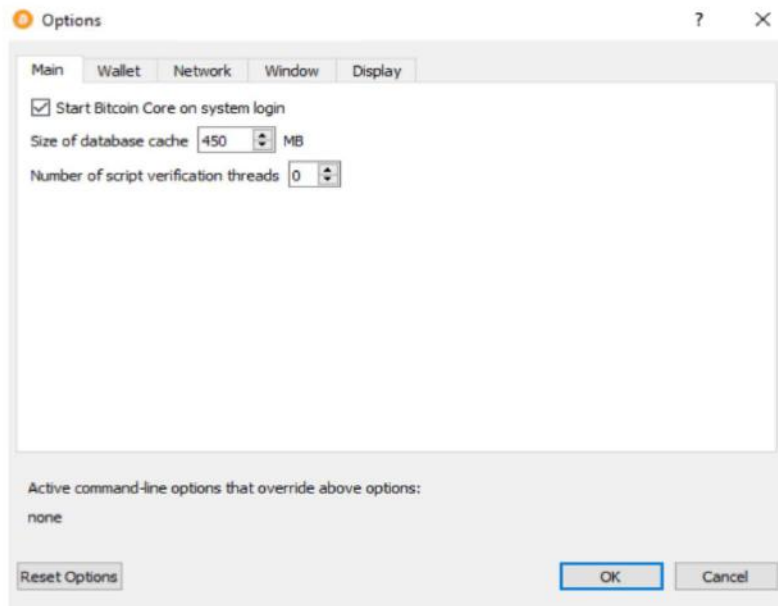 Options ?
Main Wallet Network Window Display
Start Bitcoin Core on system login
Size of database cache 450 MB
Number of script verification threads 0
Active command-line options that override above options:
none
Reset Options OK Cancel